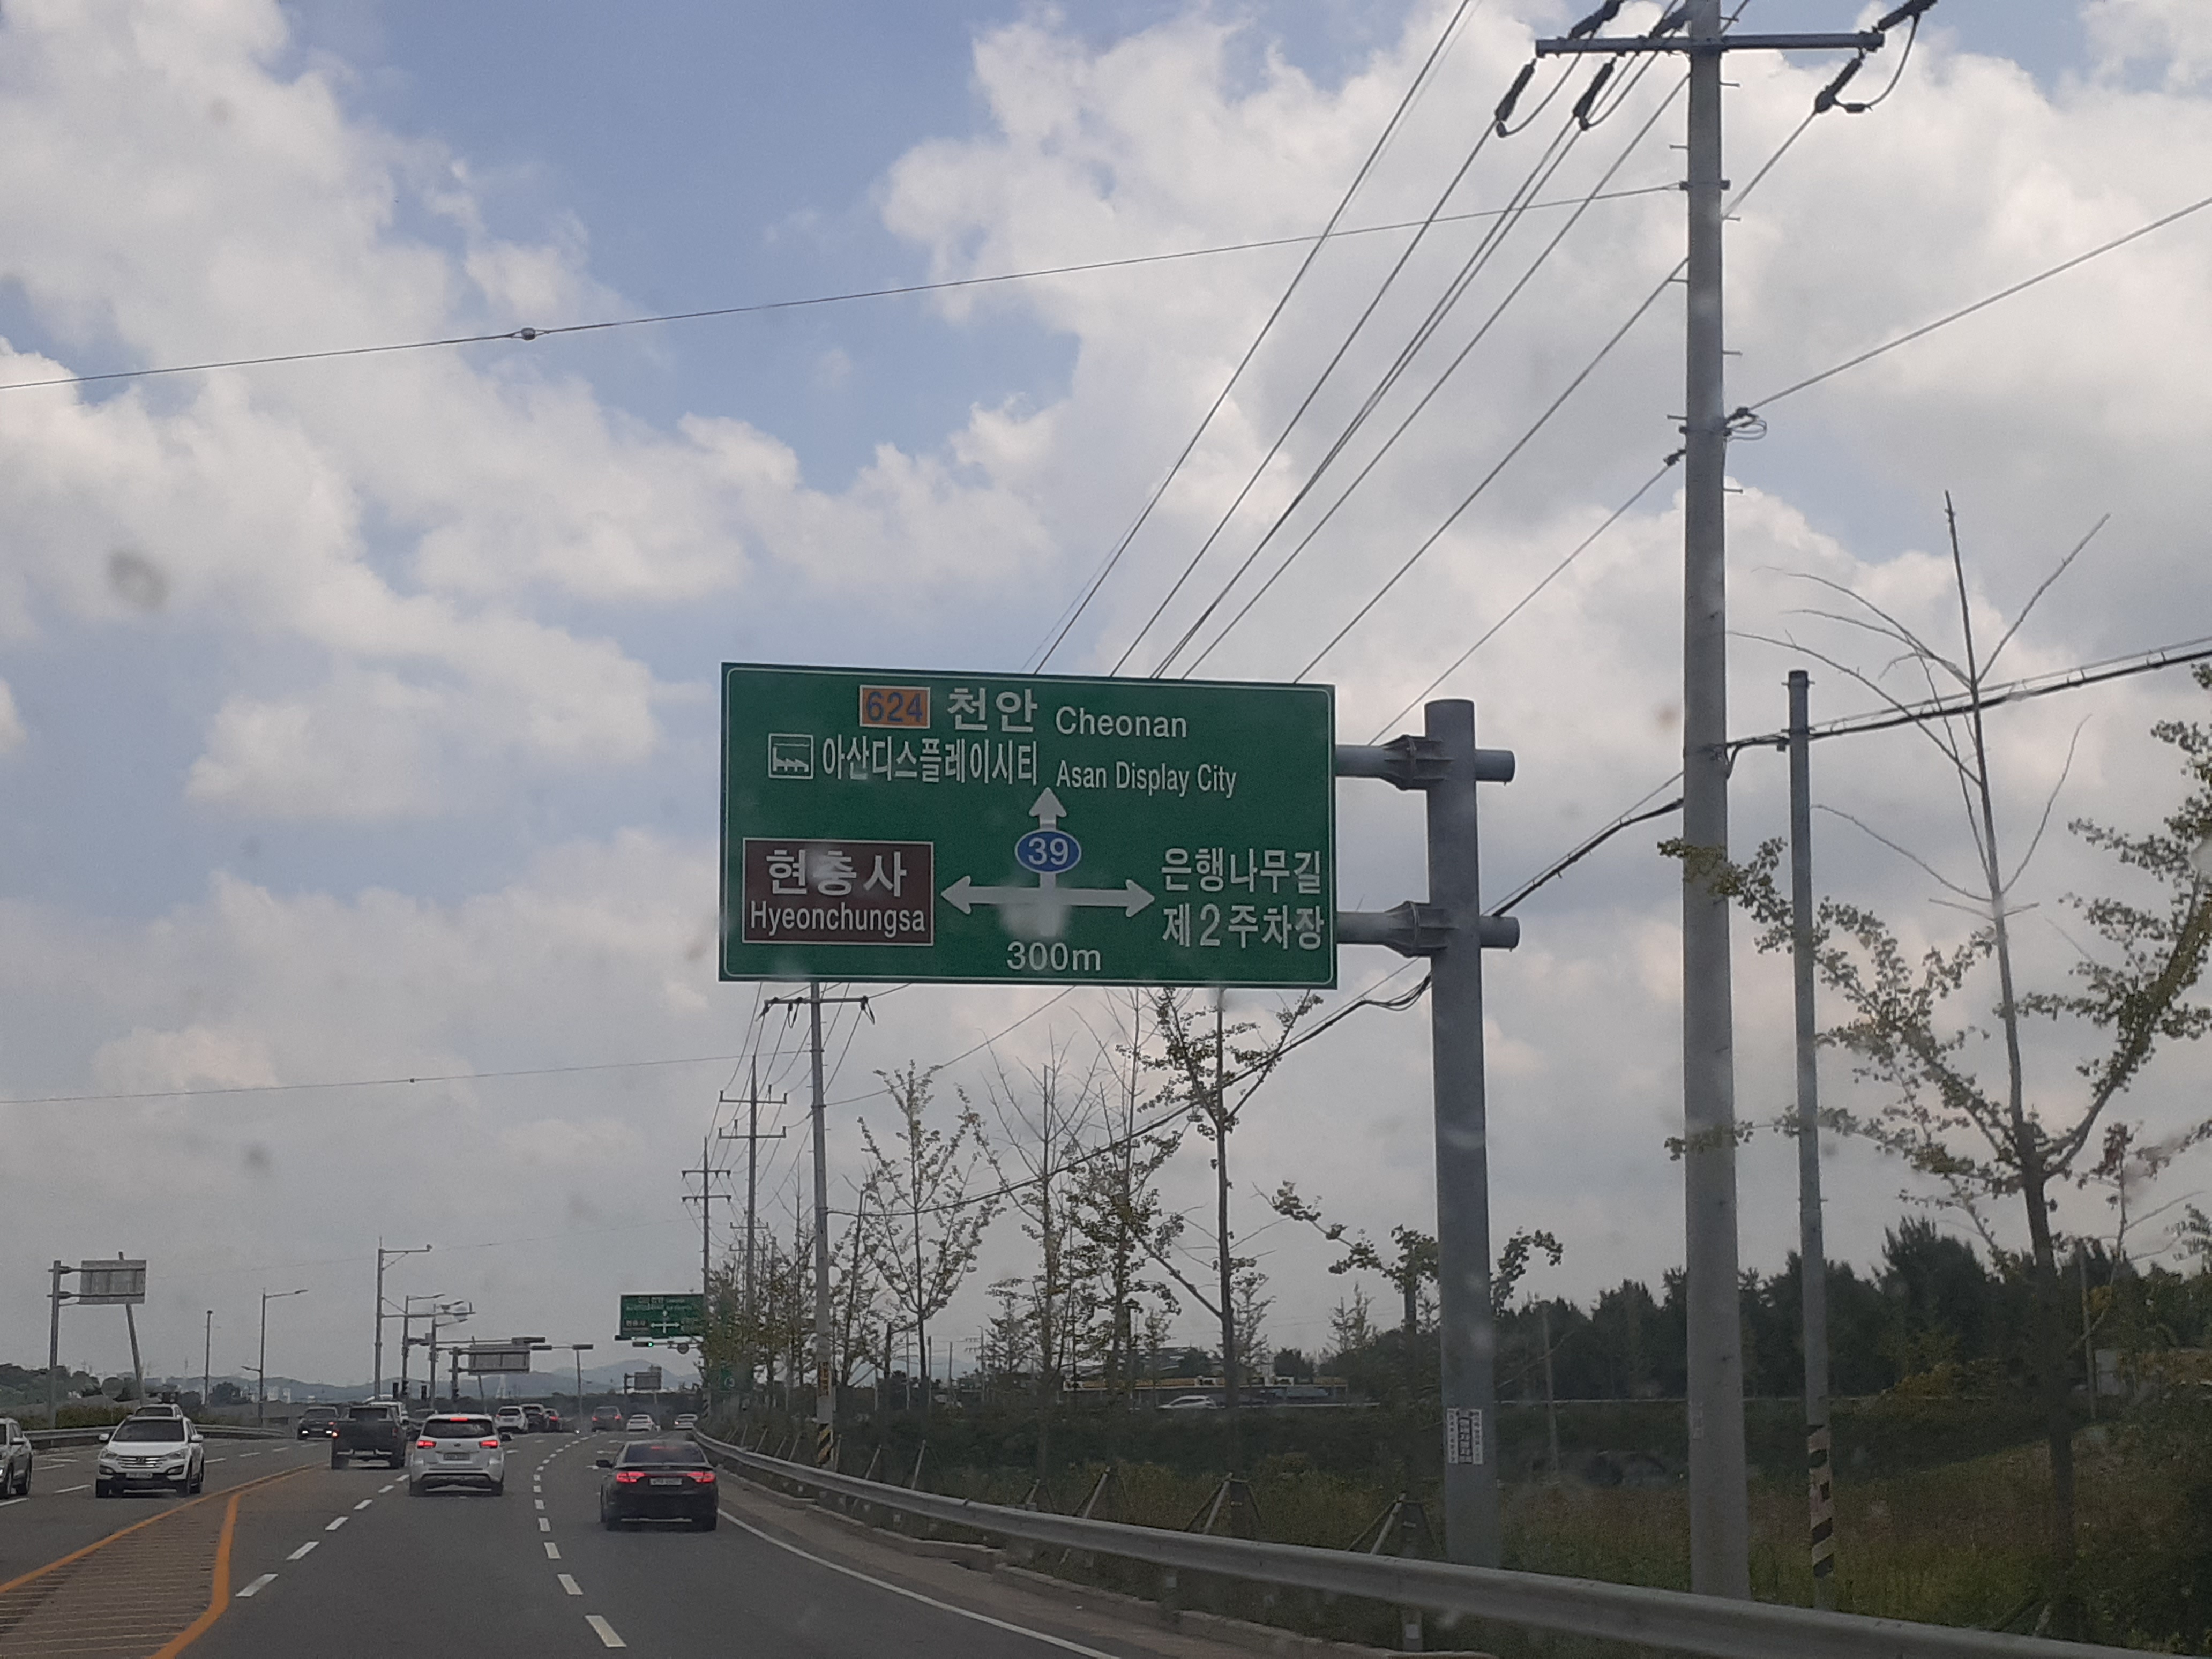 624 천안 Cheonan
아산디스플레이시티 Asan Display City
39
현충사
Hyeonchungsa
은행나무길
제2주차장
300m